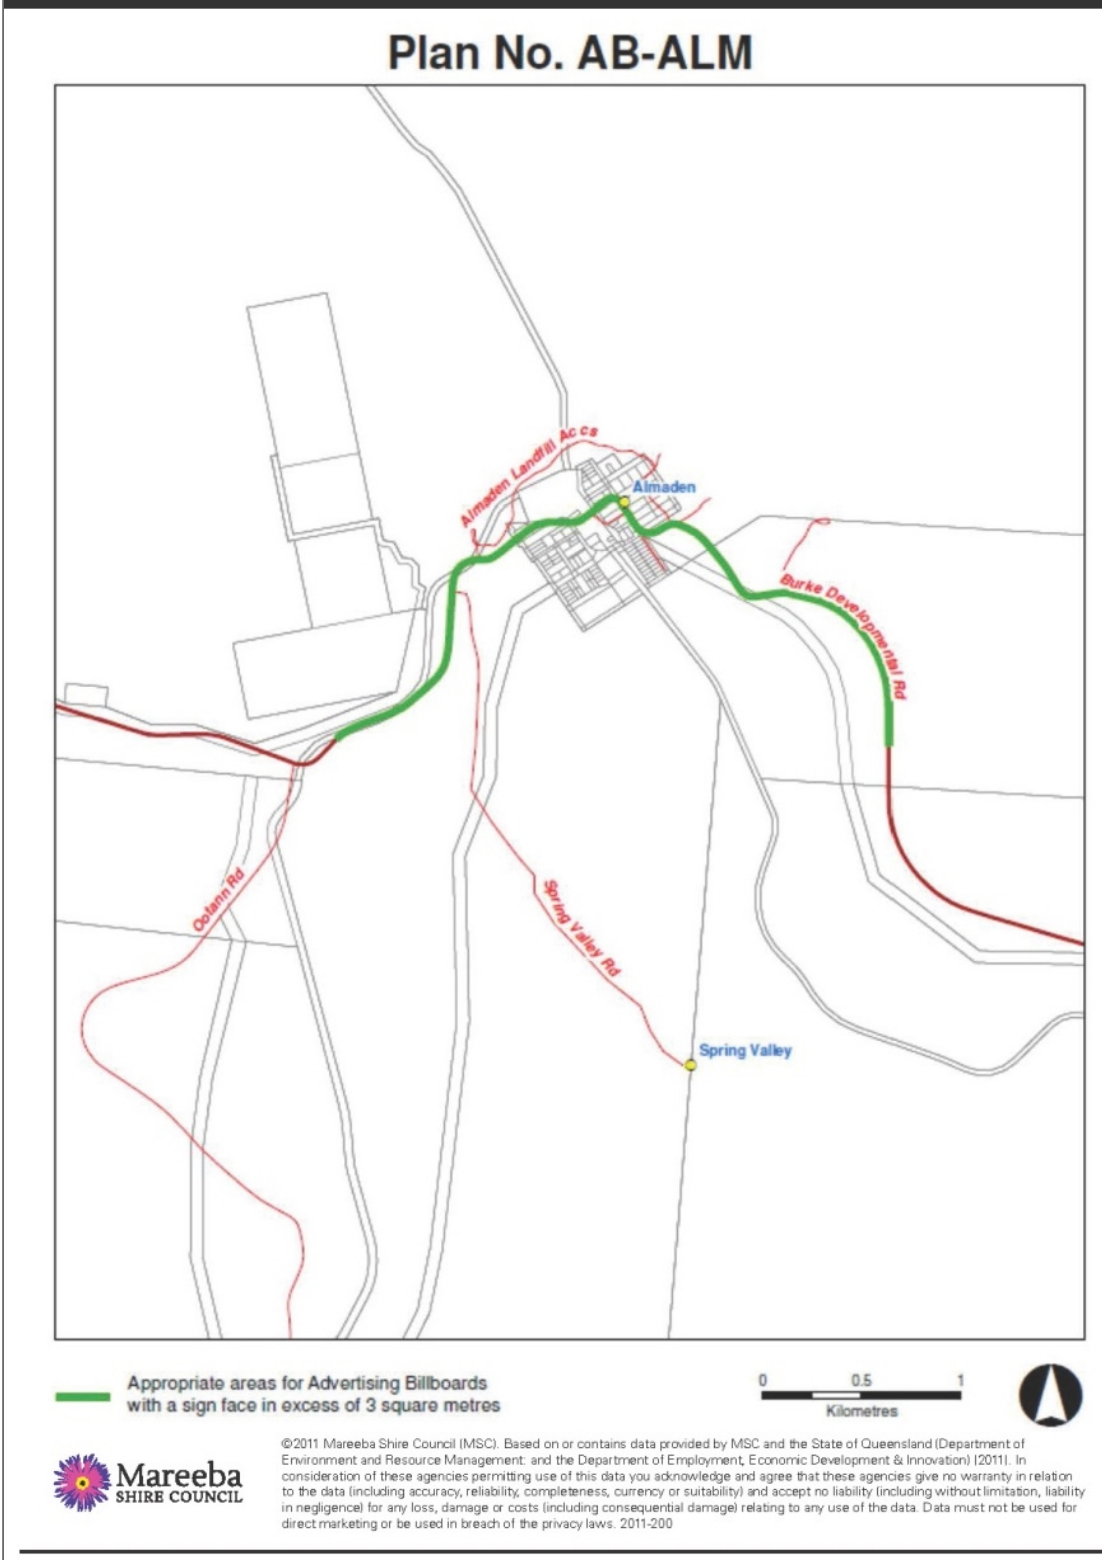 Plan No. AB-ALM
Almaden Landfill Accs
Almaden
Burke Developmental Rd
Ootann Rd
Spring Valley Rd
Spring Valley
Appropriate areas for Advertising Billboards
with a sign face in excess of 3 square metres
0 0.5 1
Kilometres
Mareeba
SHIRE COUNCIL
©2011 Mareeba Shire Council (MSC). Based on or contains data provided by MSC and the State of Queensland (Department of
Environment and Resource Management: and the Department of Employment, Economic Development & Innovation) [2011]. In
consideration of these agencies permitting use of this data you acknowledge and agree that these agencies give no warranty in relation
to the data (including accuracy, reliability, completeness, currency or suitability) and accept no liability (including without limitation, liability
in negligence) for any loss, damage or costs (including consequential damage) relating to any use of the data. Data must not be used for
direct marketing or be used in breach of the privacy laws. 2011-200